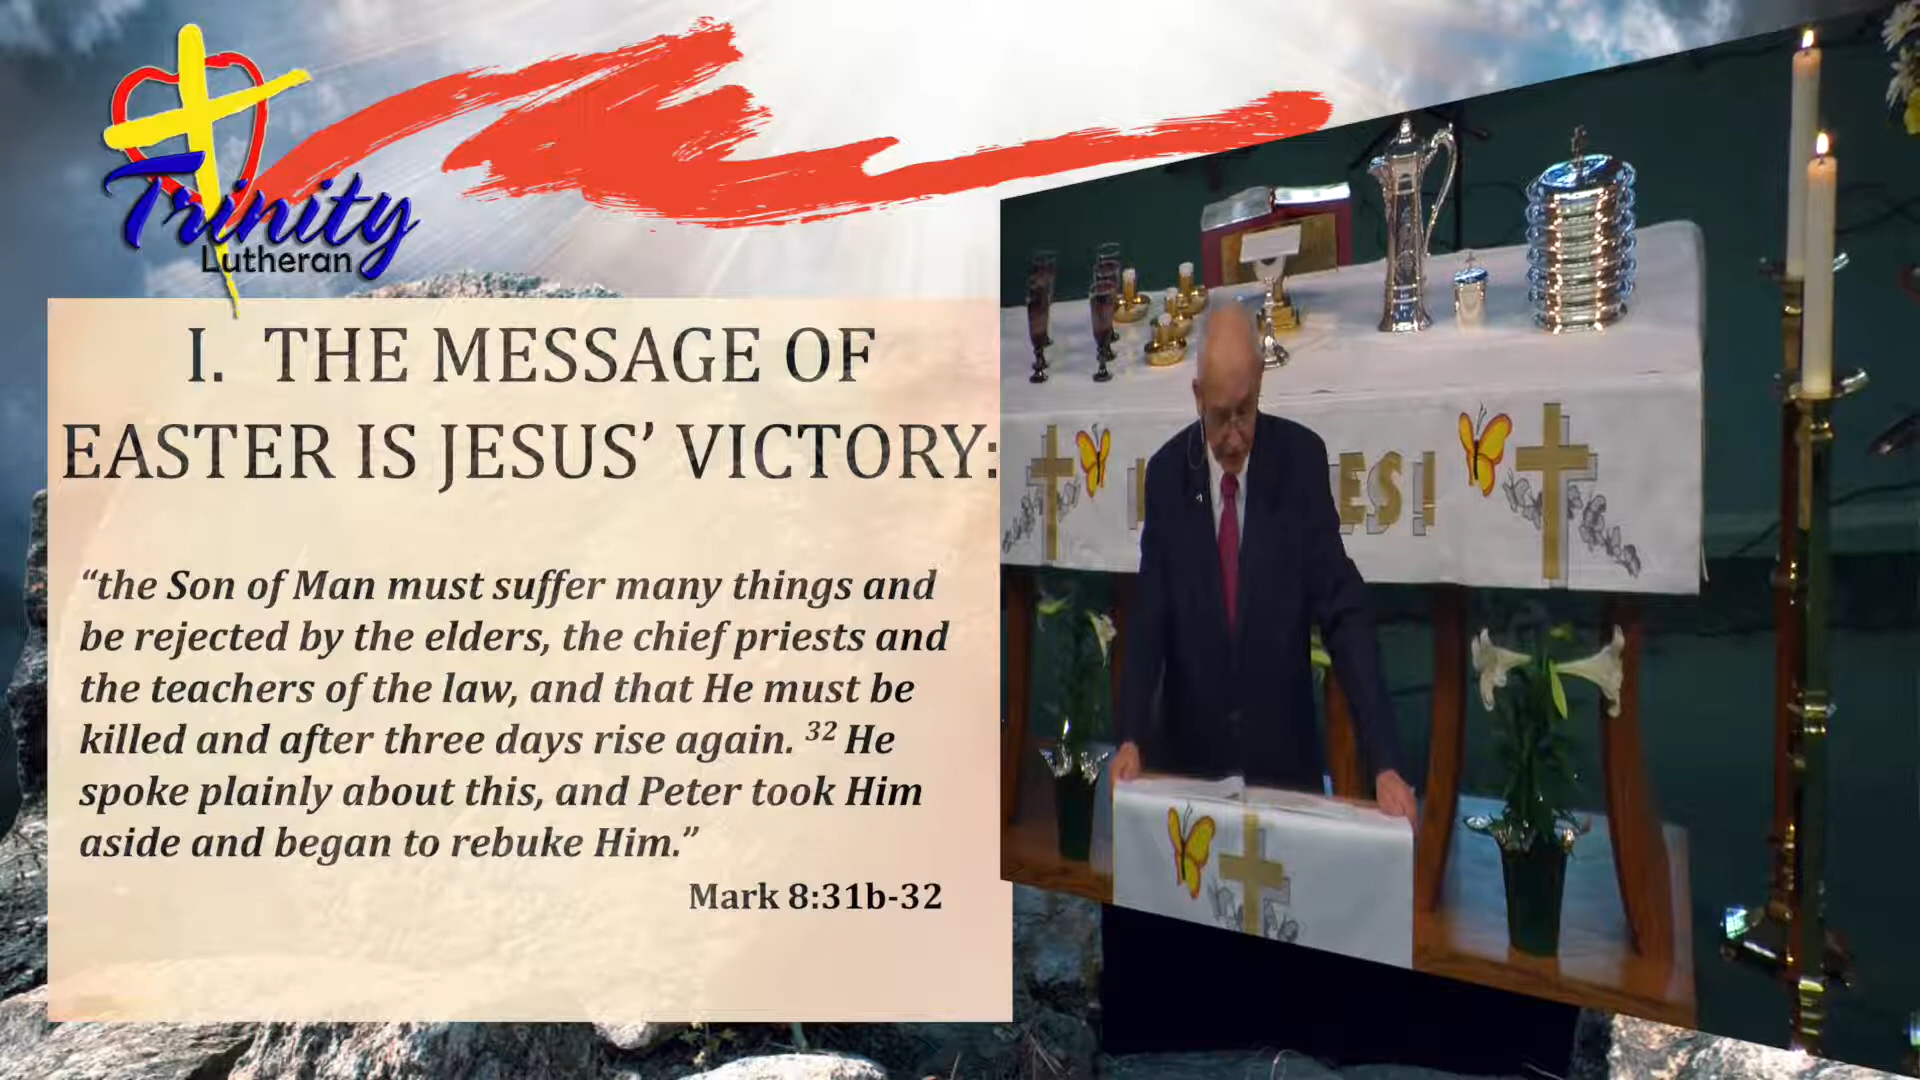 Trinity
Lutheran
I. THE MESSAGE OF
EASTER IS JESUS’ VICTORY:
“the Son of Man must suffer many things and
be rejected by the elders, the chief priests and
the teachers of the law, and that He must be
killed and after three days rise again. ³² He
spoke plainly about this, and Peter took Him
aside and began to rebuke Him.”
Mark 8:31b-32